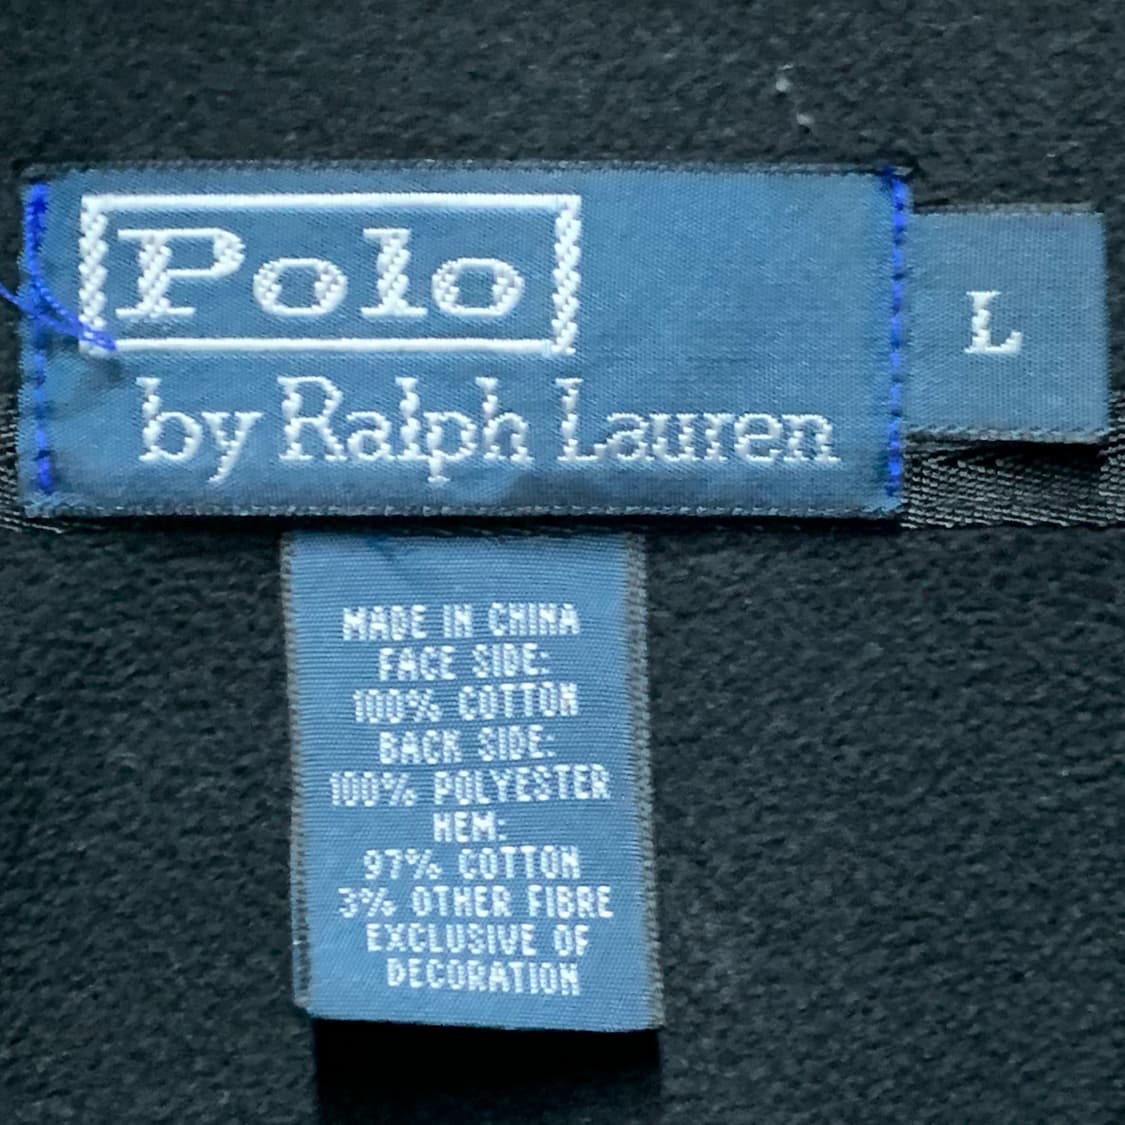 Polo
by Ralph Lauren
L
MADE IN CHINA
FACE SIDE:
100% COTTON
BACK SIDE:
100% POLYESTER
HEM:
97% COTTON
3% OTHER FIBRE
EXCLUSIVE OF
DECORATION